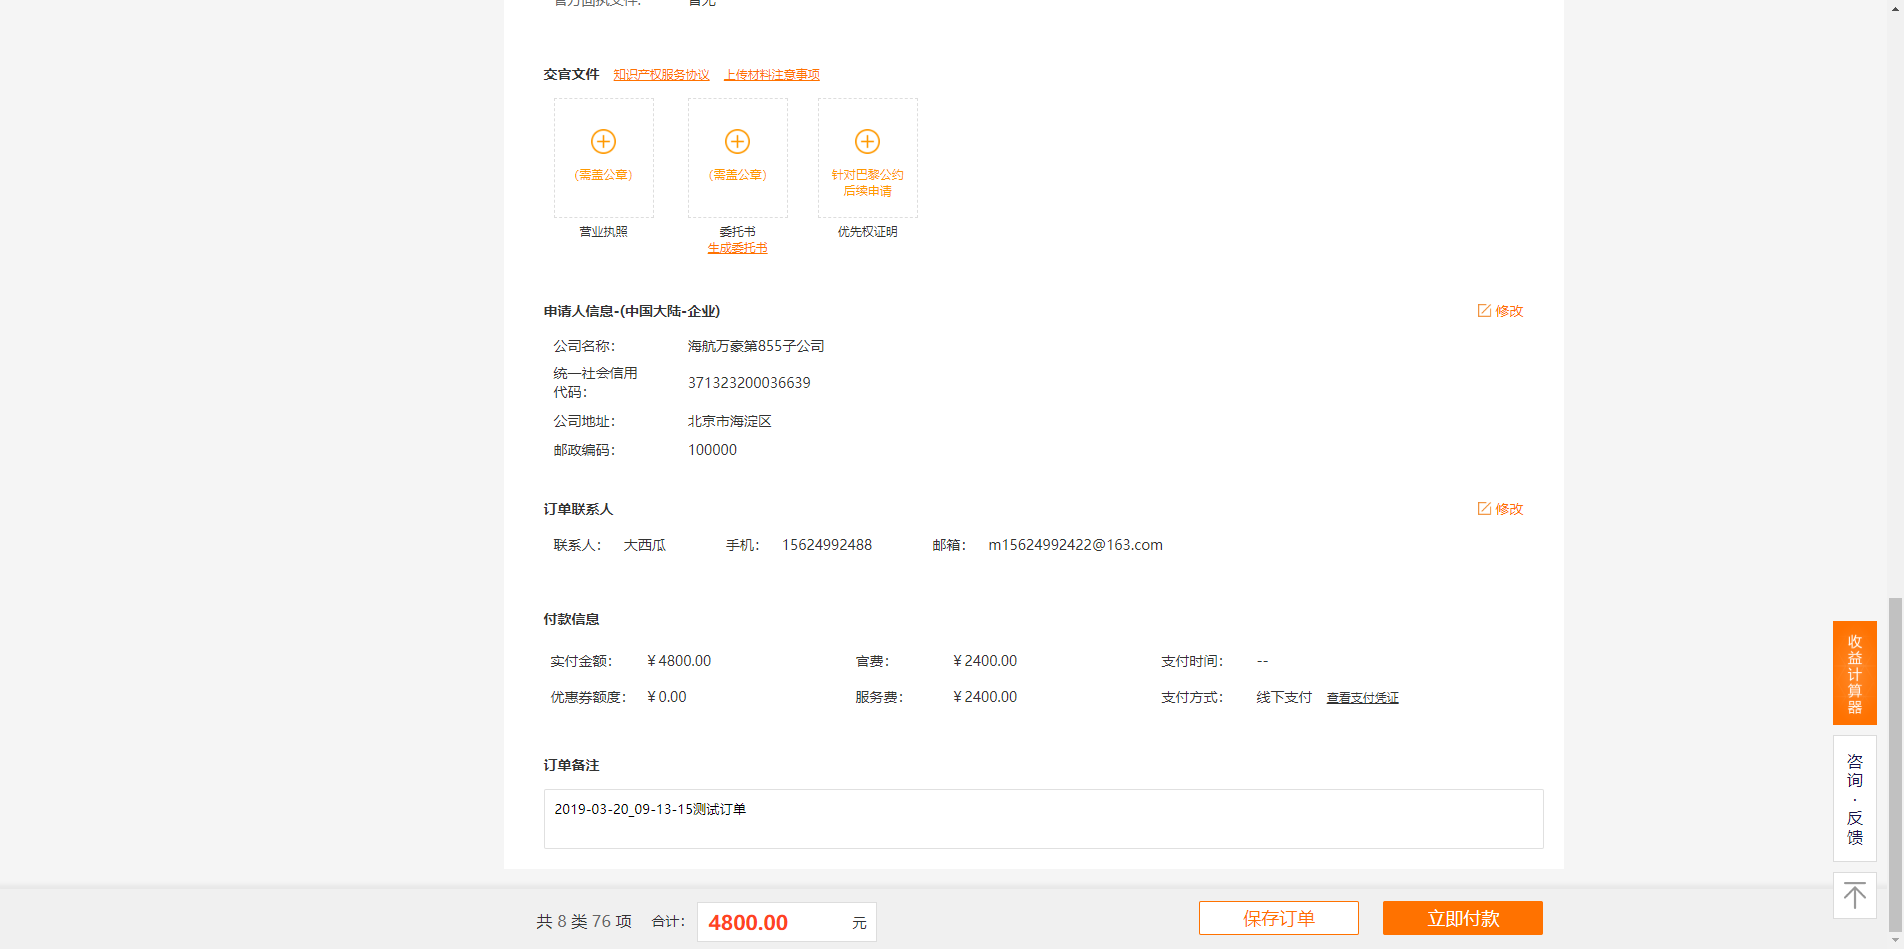 官方回执文件: 暂无
交官文件 知识产权服务协议 上传材料注意事项
(需盖公章) (需盖公章) 针对巴黎公约
后续申请
营业执照 委托书 优先权证明
生成委托书
申请人信息-(中国大陆-企业) 修改
公司名称: 海航万豪第855子公司
统一社会信用
代码: 371323200036639
公司地址: 北京市海淀区
邮政编码: 100000
订单联系人 修改
联系人: 大西瓜 手机: 15624992488 邮箱: m15624992422@163.com
付款信息
实付金额: ¥4800.00 官费: ¥2400.00 支付时间: --
优惠券额度: ¥0.00 服务费: ¥2400.00 支付方式: 线下支付 查看支付凭证
订单备注
2019-03-20_09-13-15测试订单
共 8 类 76 项 合计: 4800.00 元 保存订单 立即付款
收益计算器
咨询·反馈